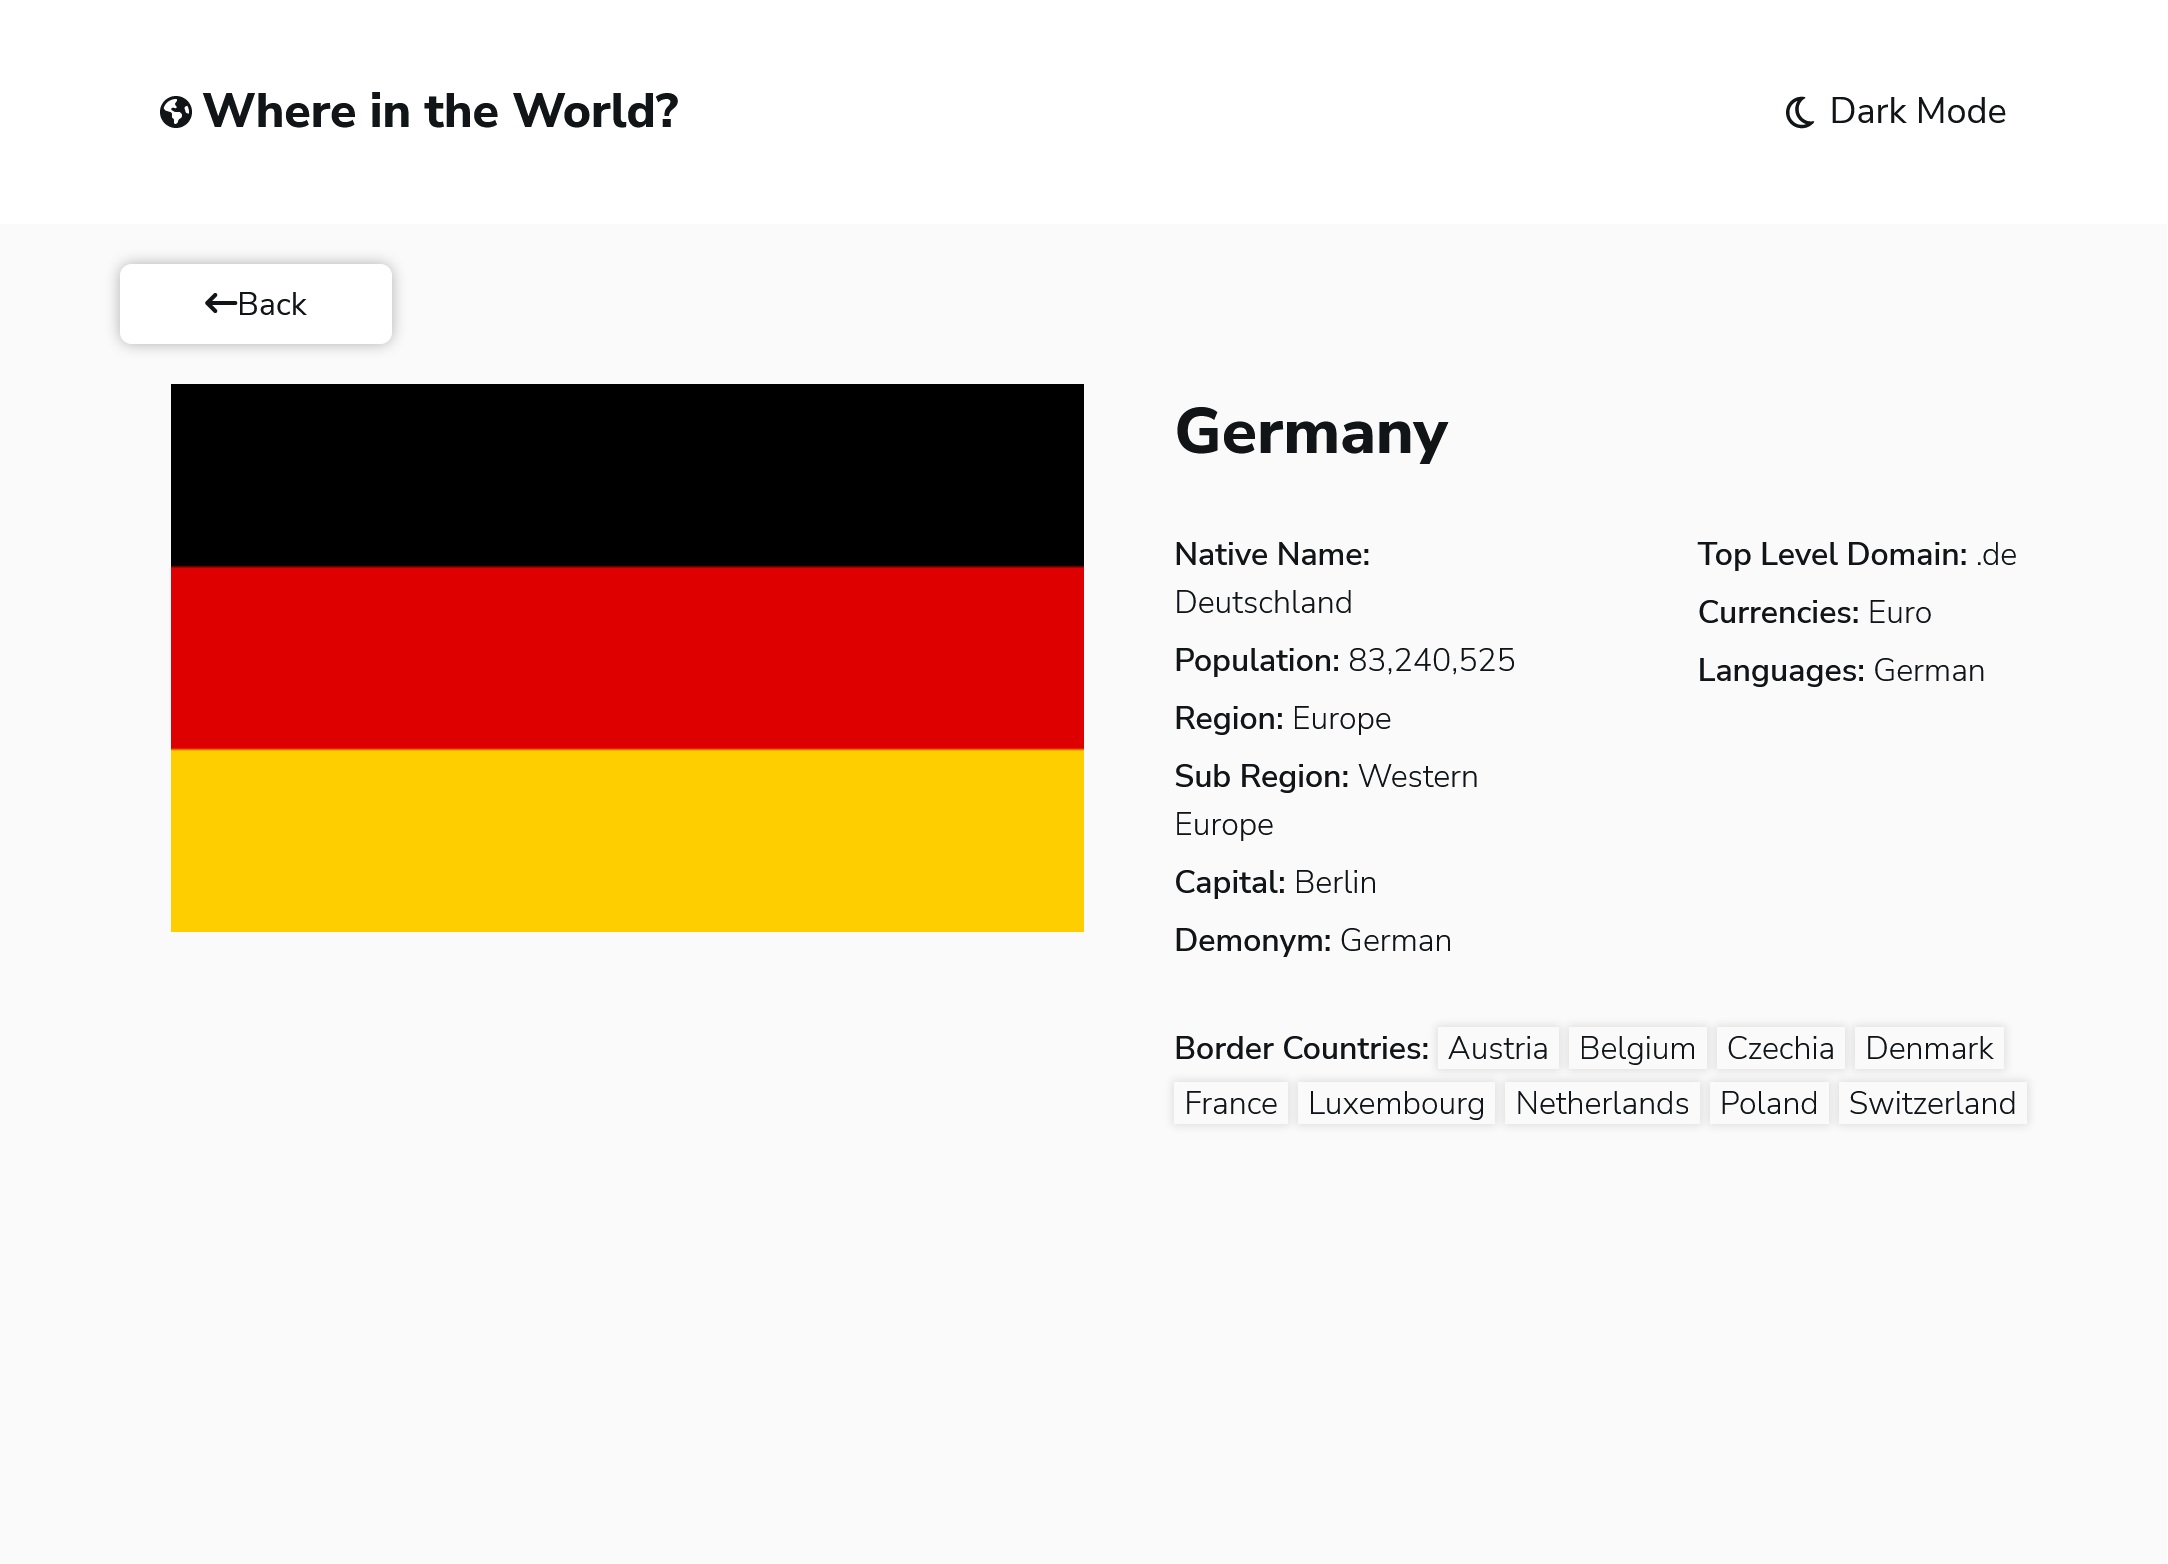 Where in the World?
Dark Mode
Back
Germany
Native Name:
Deutschland
Population: 83,240,525
Region: Europe
Sub Region: Western
Europe
Capital: Berlin
Demonym: German
Top Level Domain: .de
Currencies: Euro
Languages: German
Border Countries: Austria Belgium Czechia Denmark
France Luxembourg Netherlands Poland Switzerland